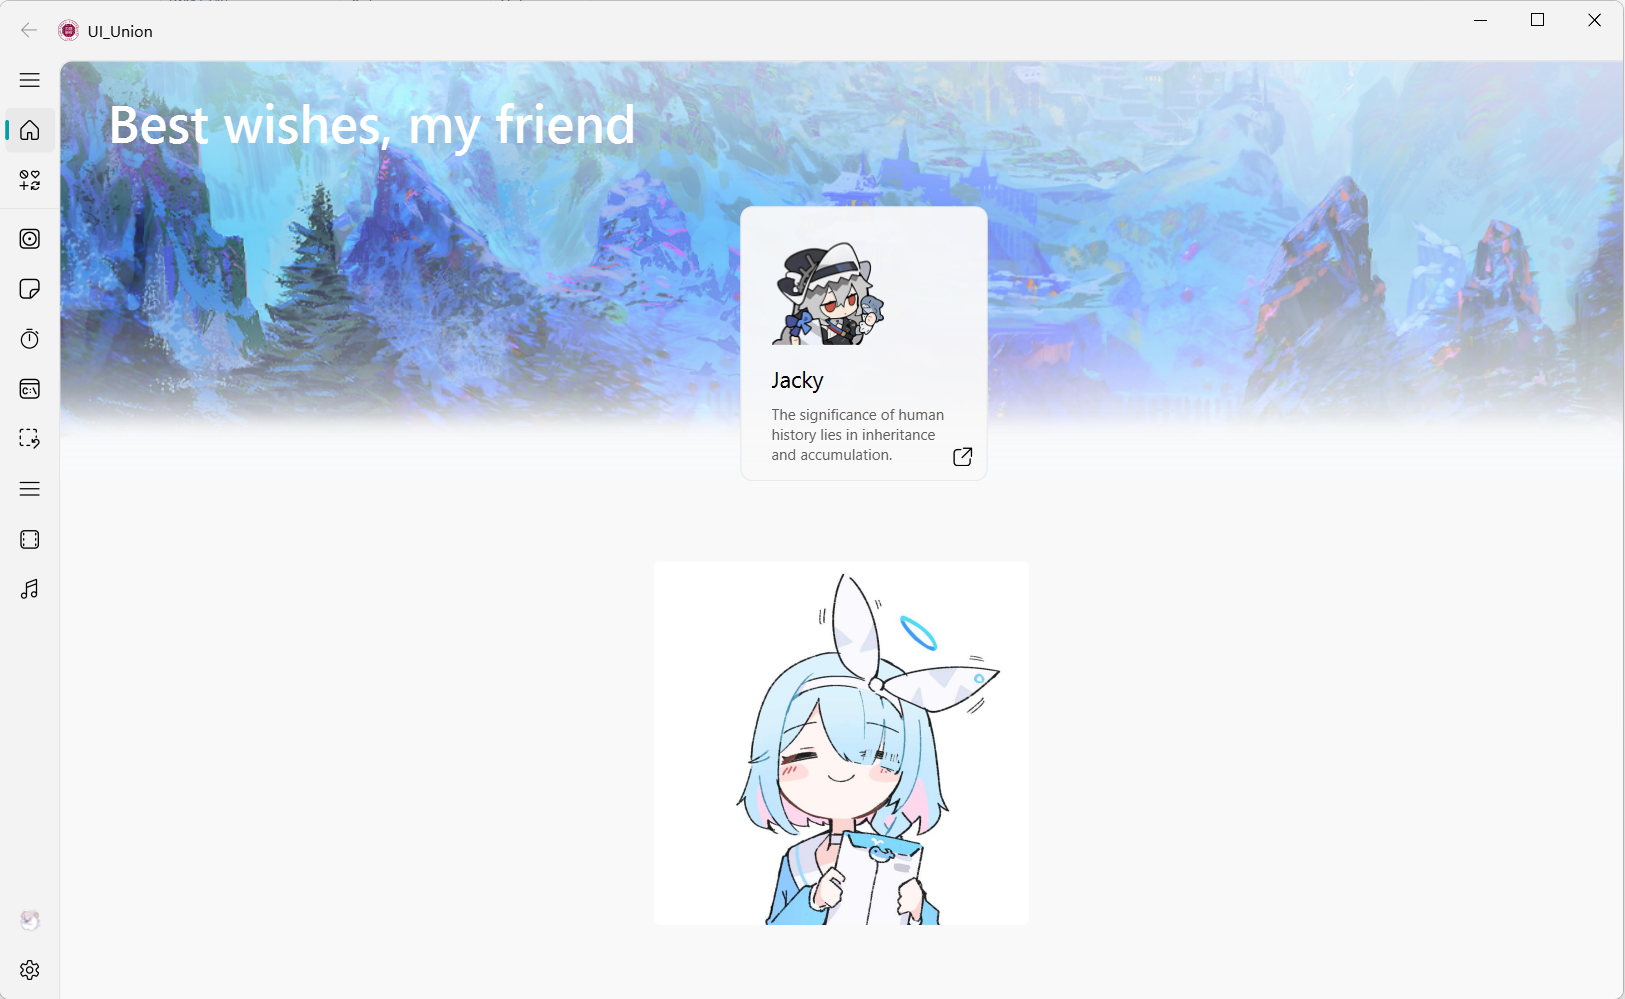 UI_Union
Best wishes, my friend
Jacky
The significance of human
history lies in inheritance
and accumulation.
C:\